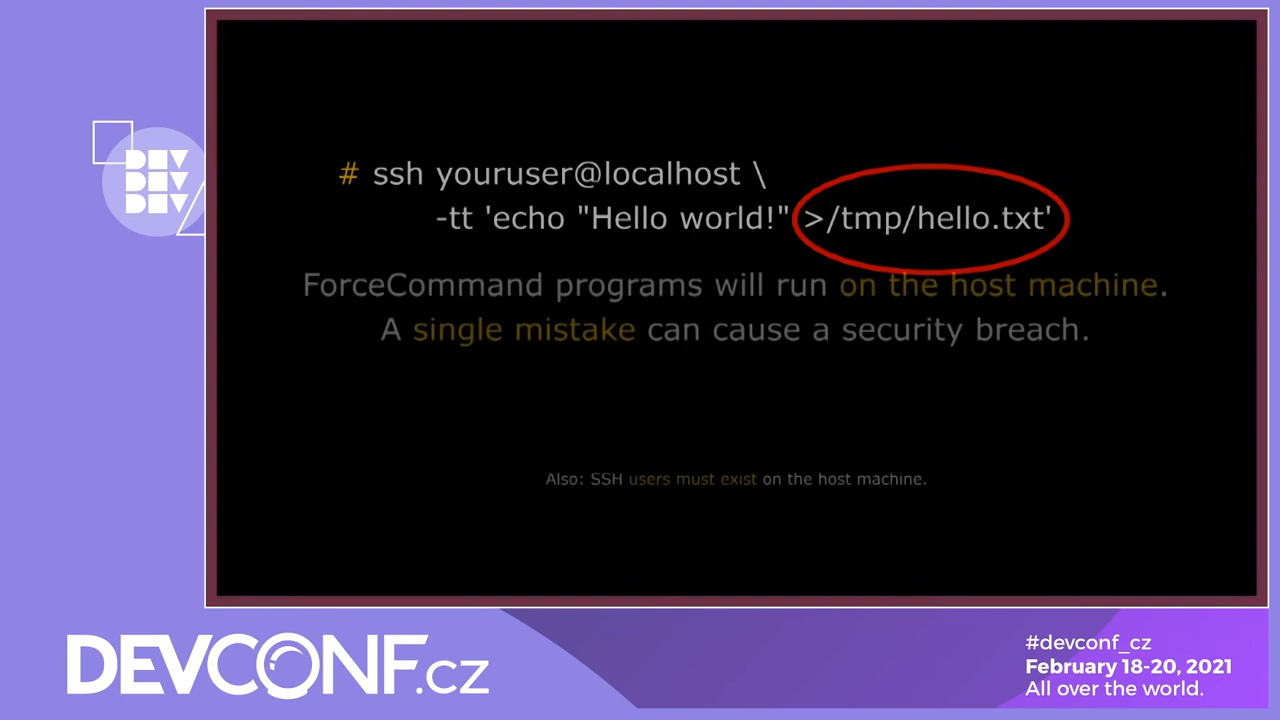 DEV
DEV
DEV
# ssh youruser@localhost \
-tt 'echo "Hello world!" >/tmp/hello.txt'
ForceCommand programs will run on the host machine.
A single mistake can cause a security breach.
Also: SSH users must exist on the host machine.
DEVCONF.cz
#devconf_cz
February 18-20, 2021
All over the world.